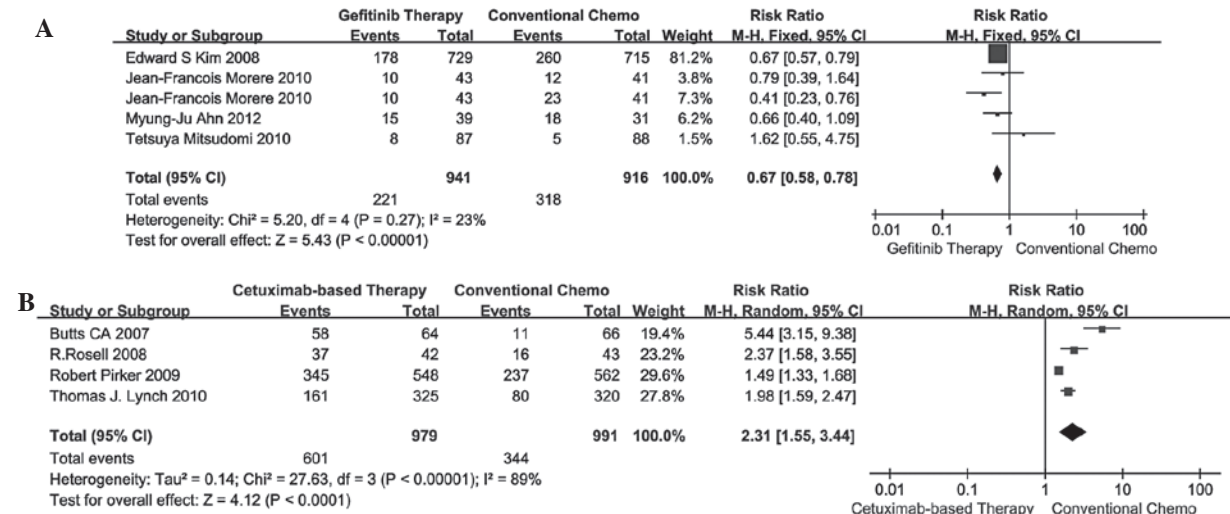 A
Gefitinib Therapy Conventional Chemo Risk Ratio Risk Ratio
Study or Subgroup Events Total Events Total Weight M-H, Fixed, 95% CI M-H, Fixed, 95% CI
Edward S Kim 2008 178 729 260 715 81.2% 0.67 [0.57, 0.79]
Jean-Francois Morere 2010 10 43 12 41 3.8% 0.79 [0.39, 1.64]
Jean-Francois Morere 2010 10 43 23 41 7.3% 0.41 [0.23, 0.76]
Myung-Ju Ahn 2012 15 39 18 31 6.2% 0.66 [0.40, 1.09]
Tetsuya Mitsudomi 2010 8 87 5 88 1.5% 1.62 [0.55, 4.75]
Total (95% CI) 941 916 100.0% 0.67 [0.58, 0.78]
Total events 221 318
Heterogeneity: Chi² = 5.20, df = 4 (P = 0.27); I² = 23%
Test for overall effect: Z = 5.43 (P < 0.00001)
0.01 0.1 1 10 100
Gefitinib Therapy Conventional Chemo
B
Cetuximab-based Therapy Conventional Chemo Risk Ratio Risk Ratio
Study or Subgroup Events Total Events Total Weight M-H, Random, 95% CI M-H, Random, 95% CI
Butts CA 2007 58 64 11 66 19.4% 5.44 [3.15, 9.38]
R.Rosell 2008 37 42 16 43 23.2% 2.37 [1.58, 3.55]
Robert Pirker 2009 345 548 237 562 29.6% 1.49 [1.33, 1.68]
Thomas J. Lynch 2010 161 325 80 320 27.8% 1.98 [1.59, 2.47]
Total (95% CI) 979 991 100.0% 2.31 [1.55, 3.44]
Total events 601 344
Heterogeneity: Tau² = 0.14; Chi² = 27.63, df = 3 (P < 0.00001); I² = 89%
Test for overall effect: Z = 4.12 (P < 0.0001)
0.01 0.1 1 10 100
Cetuximab-based Therapy Conventional Chemo